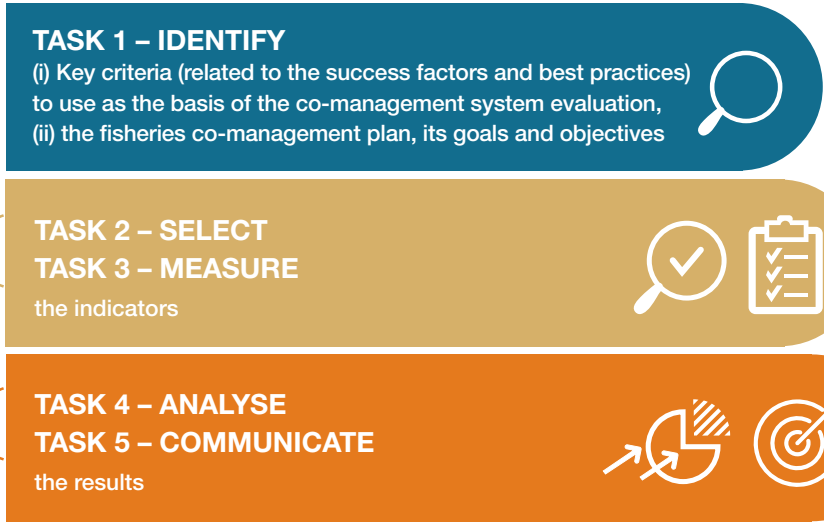 TASK 1 – IDENTIFY
(i) Key criteria (related to the success factors and best practices)
to use as the basis of the co-management system evaluation,
(ii) the fisheries co-management plan, its goals and objectives
TASK 2 – SELECT
TASK 3 – MEASURE
the indicators
TASK 4 – ANALYSE
TASK 5 – COMMUNICATE
the results